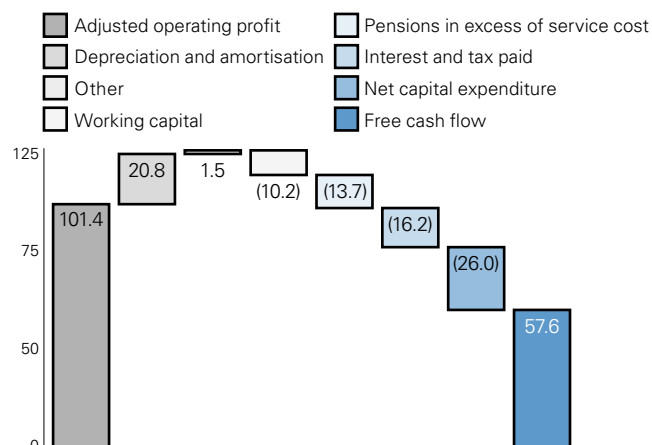 Adjusted operating profit
Depreciation and amortisation
Other
Working capital
Pensions in excess of service cost
Interest and tax paid
Net capital expenditure
Free cash flow
125
75
50
0
101.4
20.8
1.5
(10.2)
(13.7)
(16.2)
(26.0)
57.6